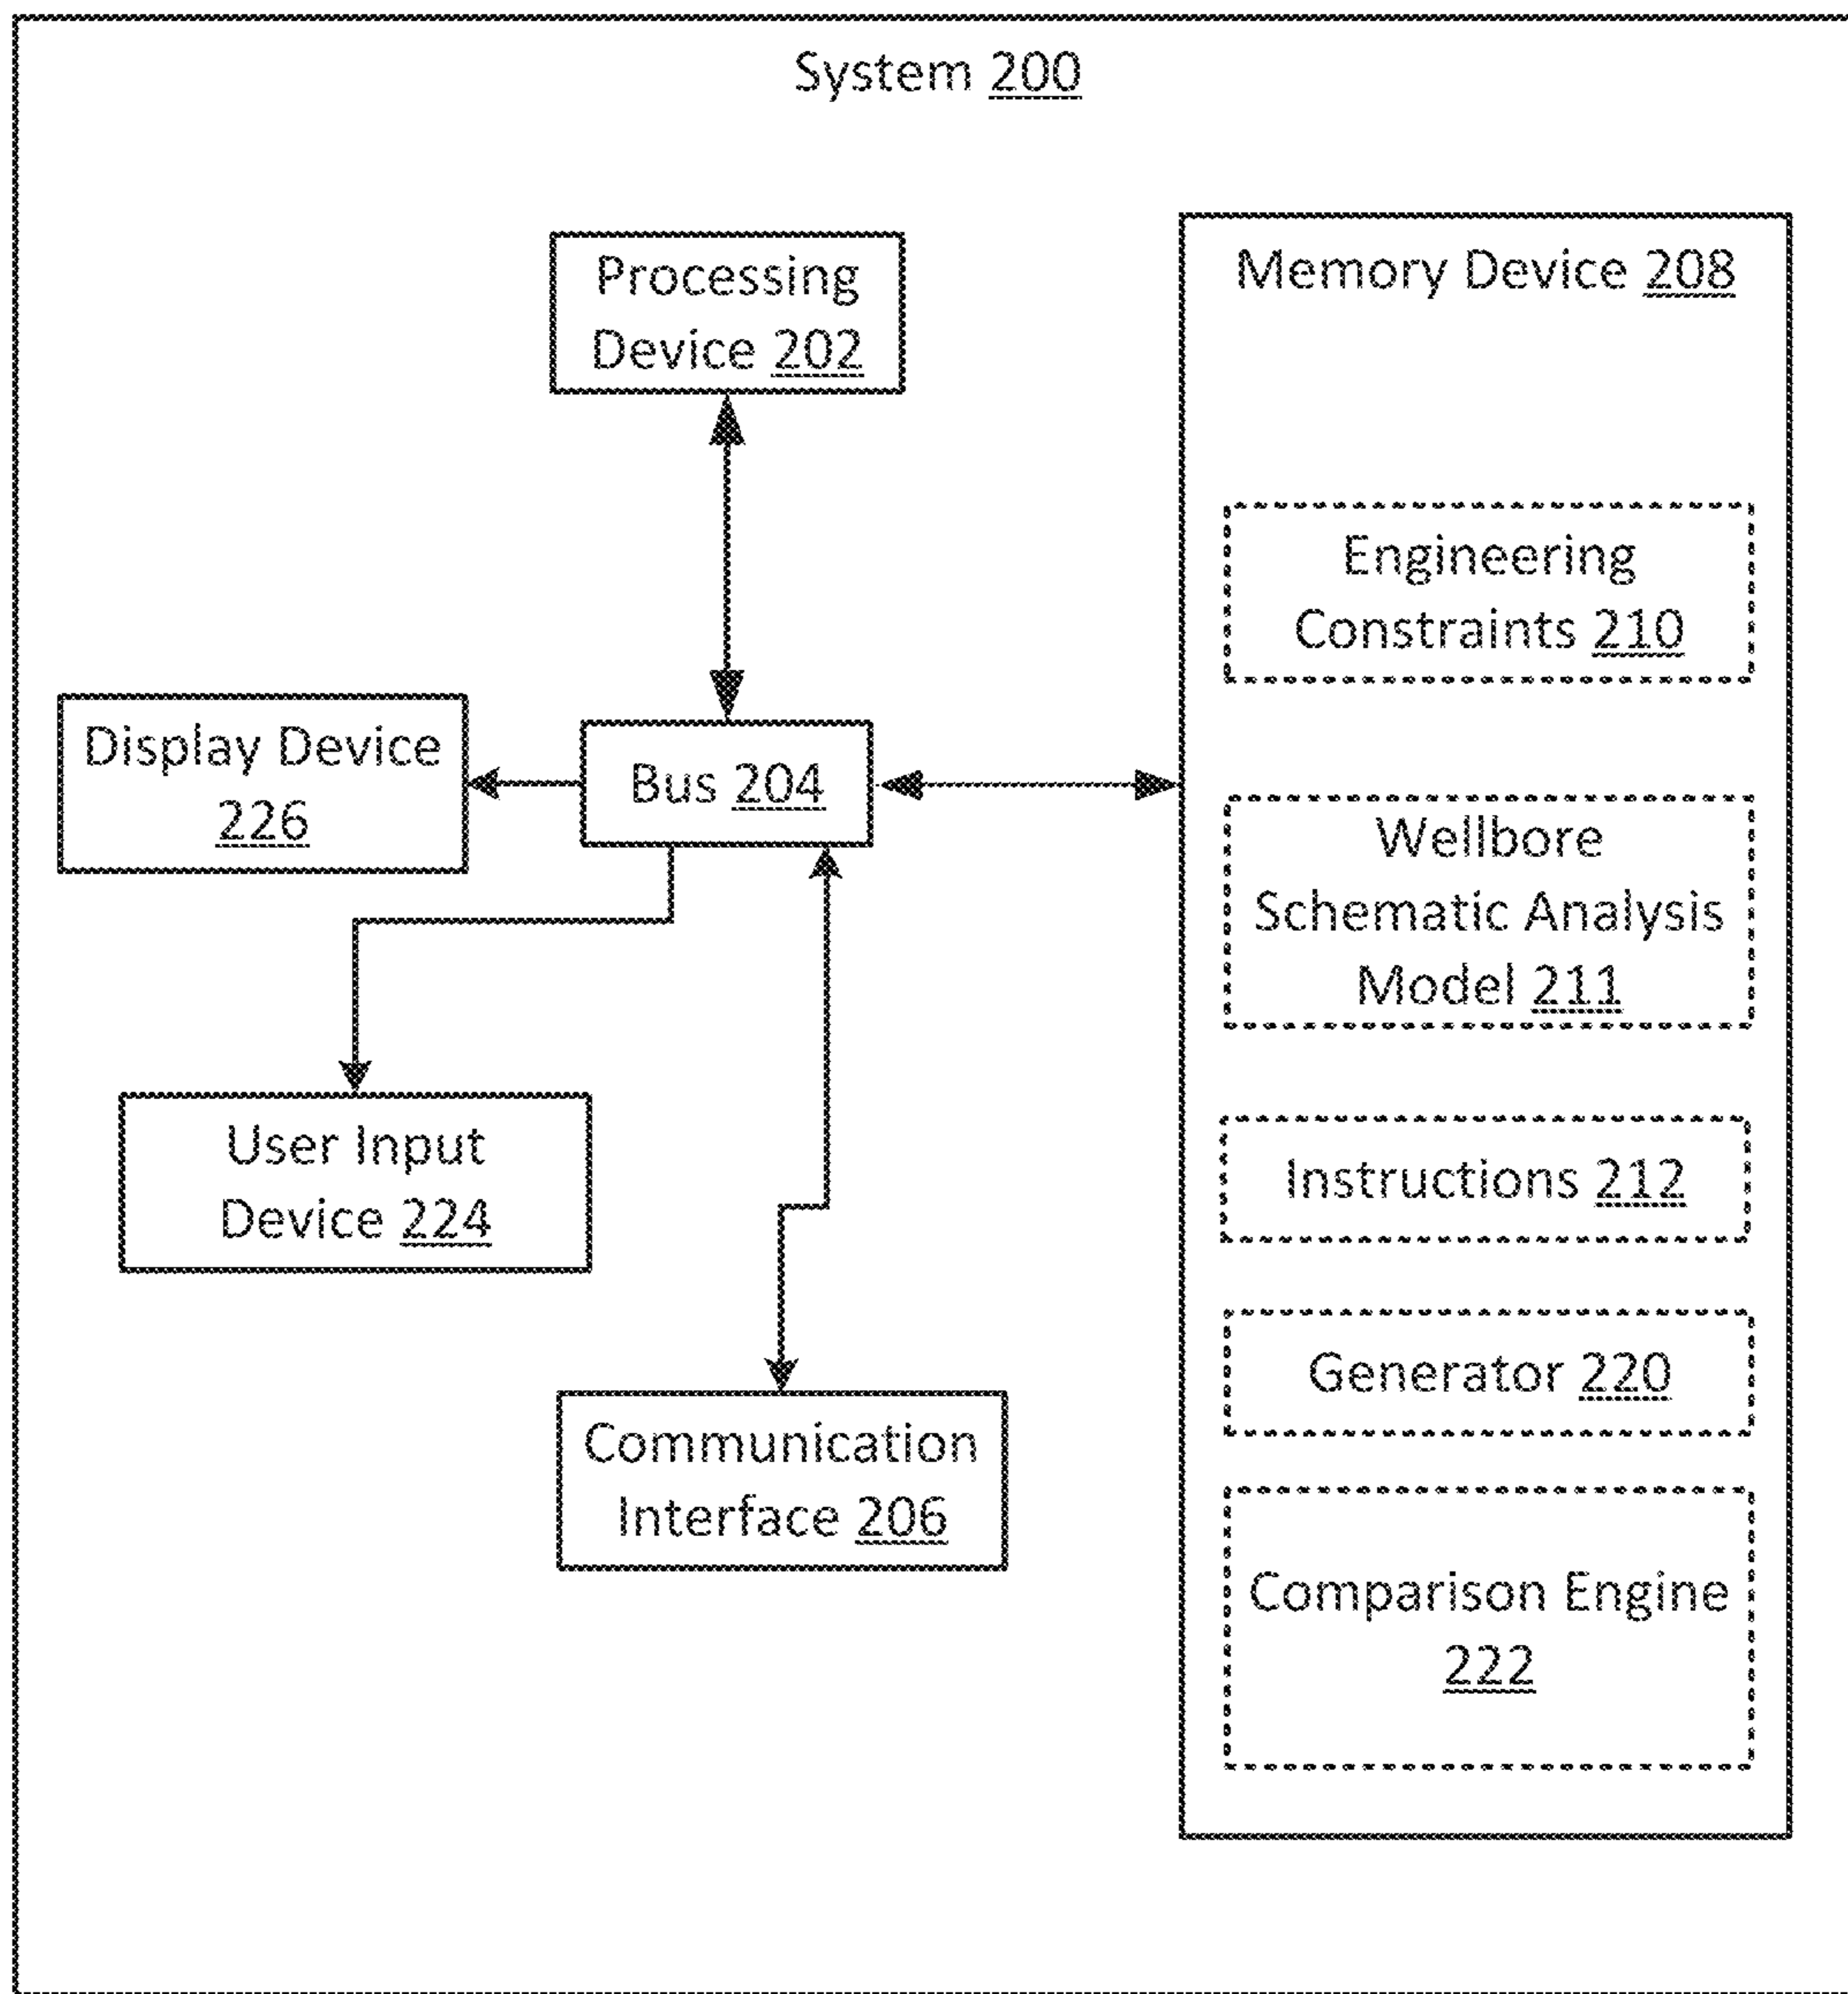 System 200
Processing
Device 202
Memory Device 208
Engineering
Constraints 210
Display Device
226
Bus 204
Wellbore
Schematic Analysis
Model 211
User Input
Device 224
Instructions 212
Generator 220
Communication
Interface 206
Comparison Engine
222